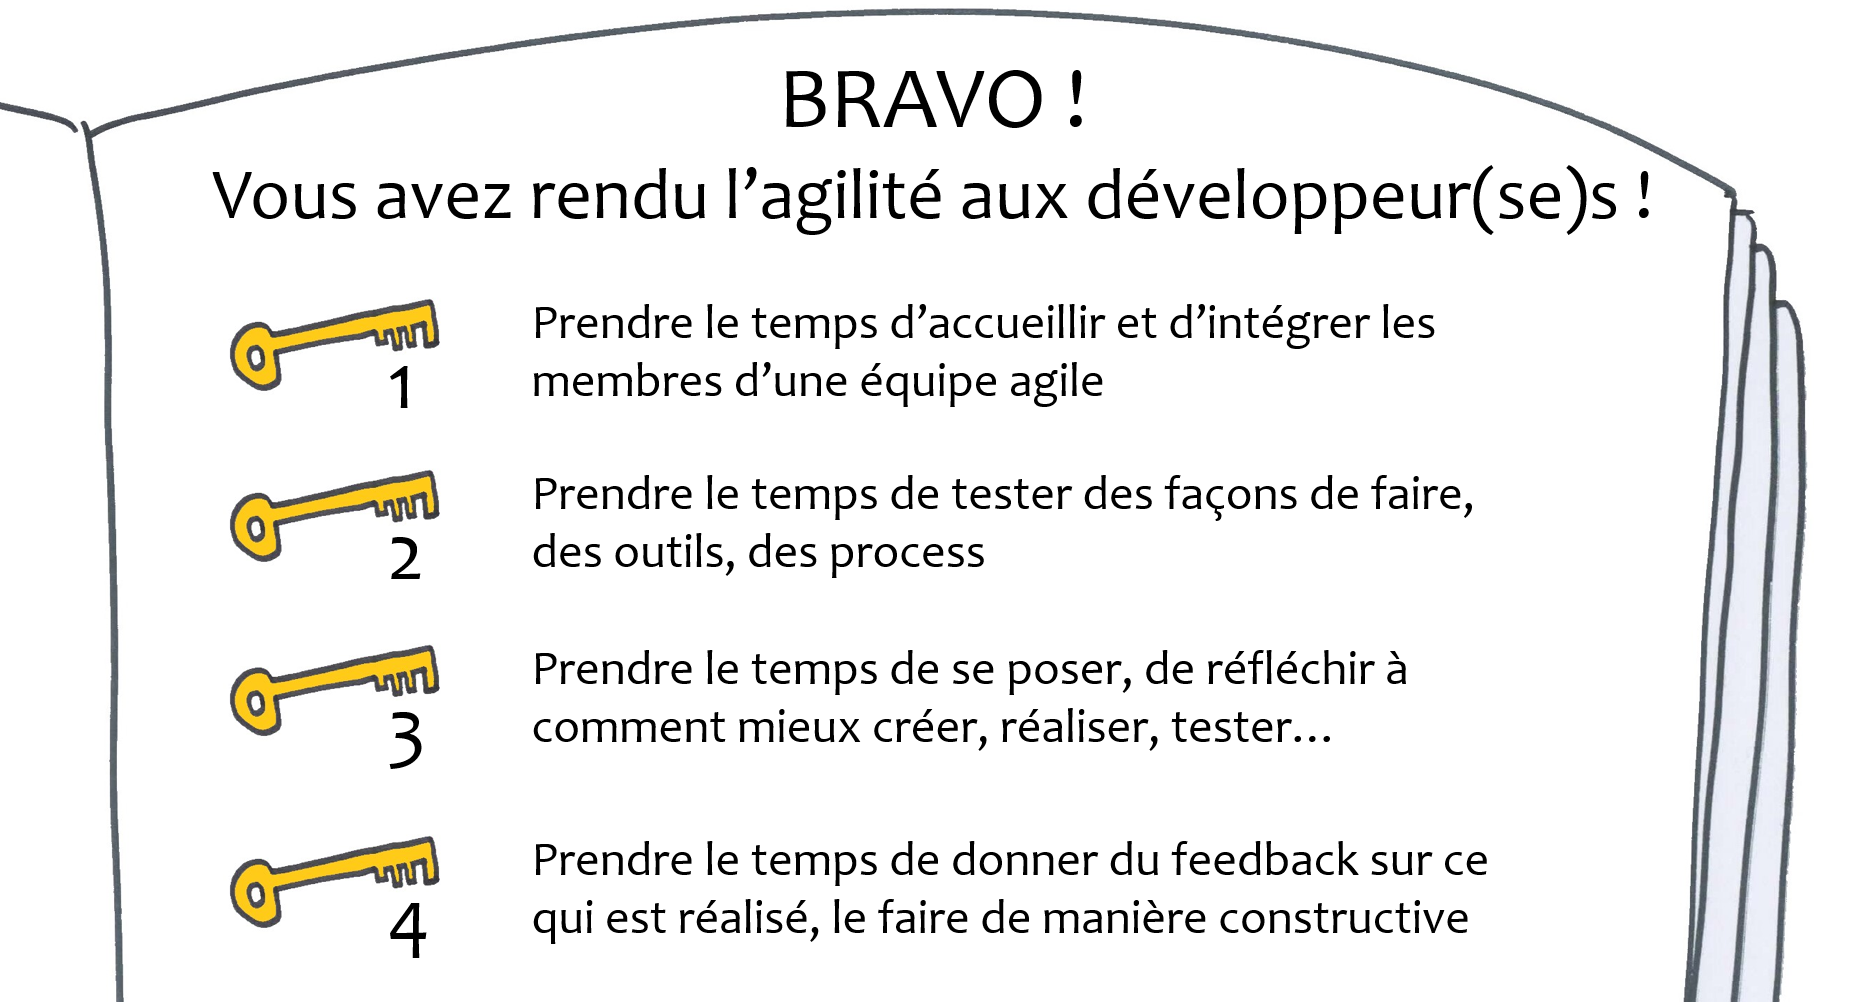 BRAVO !
Vous avez rendu l’agilité aux développeur(se)s !
1
Prendre le temps d’accueillir et d’intégrer les
membres d’une équipe agile
2
Prendre le temps de tester des façons de faire,
des outils, des process
3
Prendre le temps de se poser, de réfléchir à
comment mieux créer, réaliser, tester...
4
Prendre le temps de donner du feedback sur ce
qui est réalisé, le faire de manière constructive